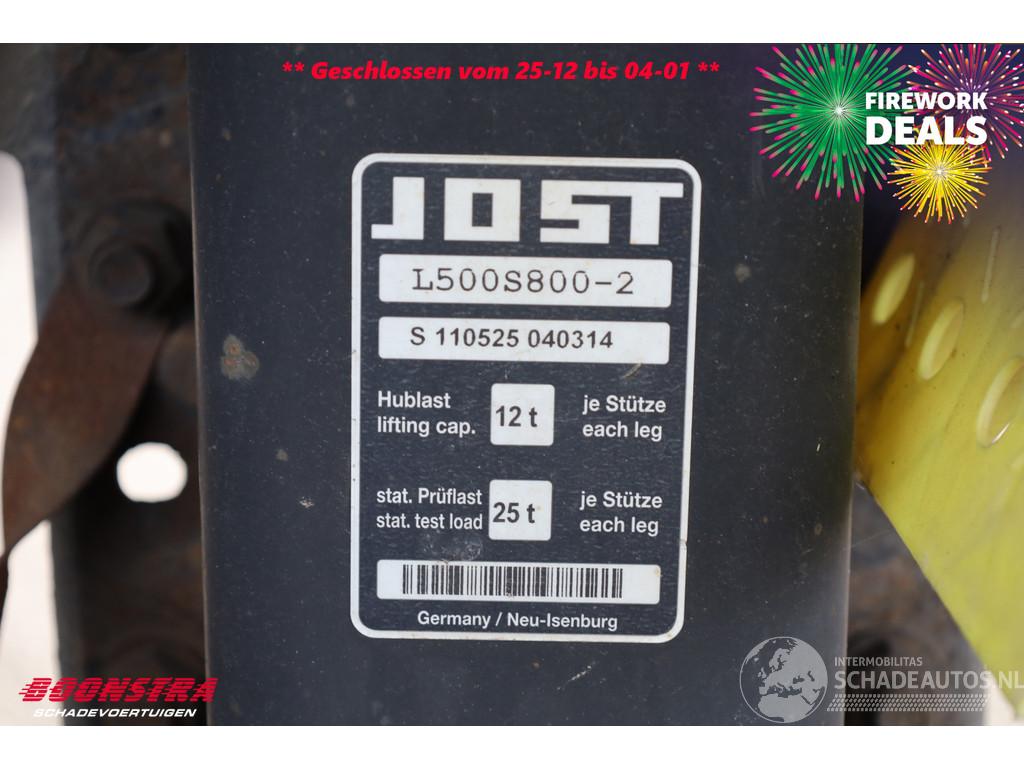 ** Geschlossen vom 25-12 bis 04-01 **
FIREWORK
DEALS
JOST
L500S800-2
S 110525 040314
Hublast
lifting cap.
12 t
je Stütze
each leg
stat. Prüflast
stat. test load
25 t
je Stütze
each leg
Germany / Neu-Isenburg
BOONSTRA
SCHADEVOERTUIGEN
INTERMOBILITAS
SCHADEAUTOS.NL